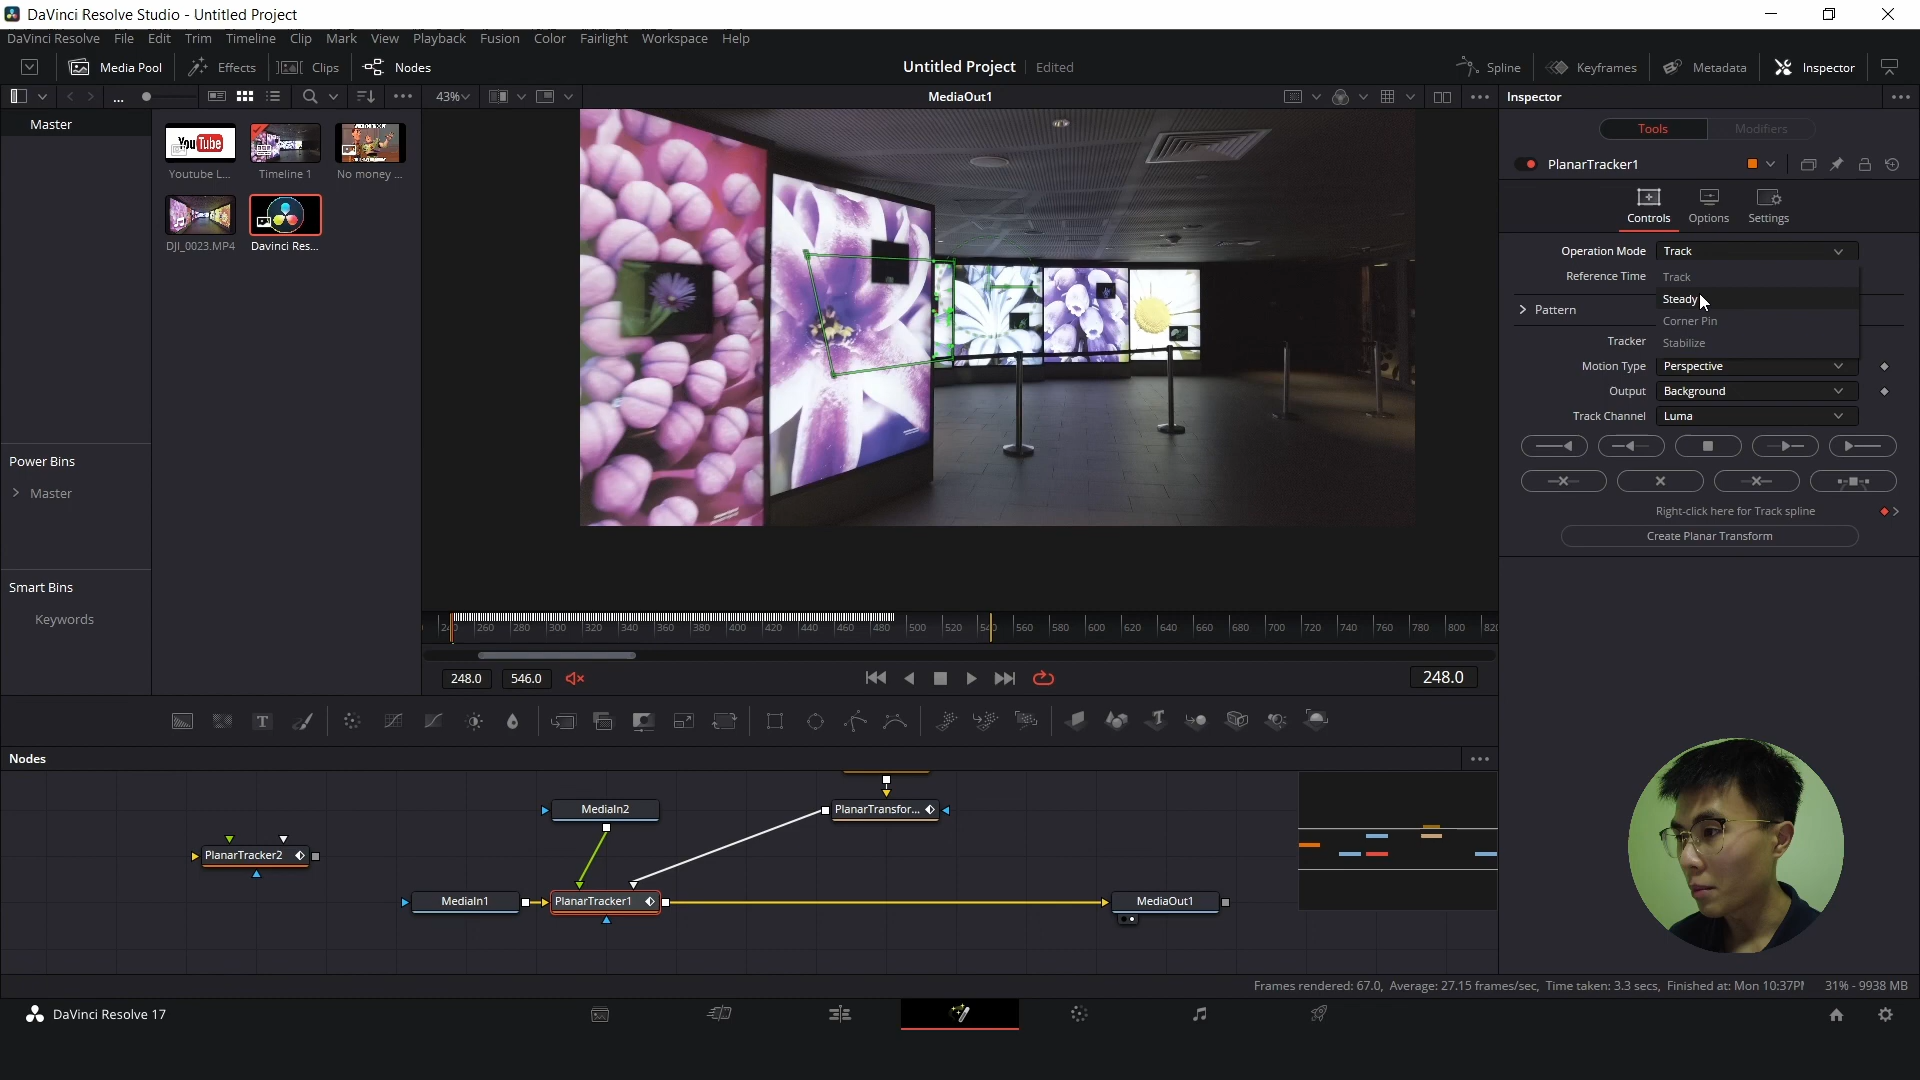 DaVinci Resolve Studio - Untitled Project
DaVinci Resolve File Edit Trim Timeline Clip Mark View Playback Fusion Color Fairlight Workspace Help
Media Pool Effects Clips Nodes Untitled Project Edited Spline Keyframes Metadata Inspector
43% MediaOut1 Inspector
Master
YouTube
Youtube L... Timeline 1 No money ...
DJI_0023.MP4 Davinci Res...
Power Bins
Master
Smart Bins
Keywords
Tools Modifiers
PlanarTracker1
Controls Options Settings
Operation Mode Track
Reference Time Track
Steady
Pattern
Corner Pin
Tracker Stabilize
Motion Type Perspective
Output Background
Track Channel Luma
Right-click here for Track spline
Create Planar Transform
240 260 280 300 320 340 360 380 400 420 440 460 480 500 520 540 560 580 600 620 640 660 680 700 720 740 760 780 800 820
248.0 546.0 248.0
Nodes
MediaIn2 PlanarTransfor...
PlanarTracker2
MediaIn1 PlanarTracker1 MediaOut1
Frames rendered: 67.0, Average: 27.15 frames/sec, Time taken: 3.3 secs, Finished at: Mon 10:37PM 31% - 9938 MB
DaVinci Resolve 17